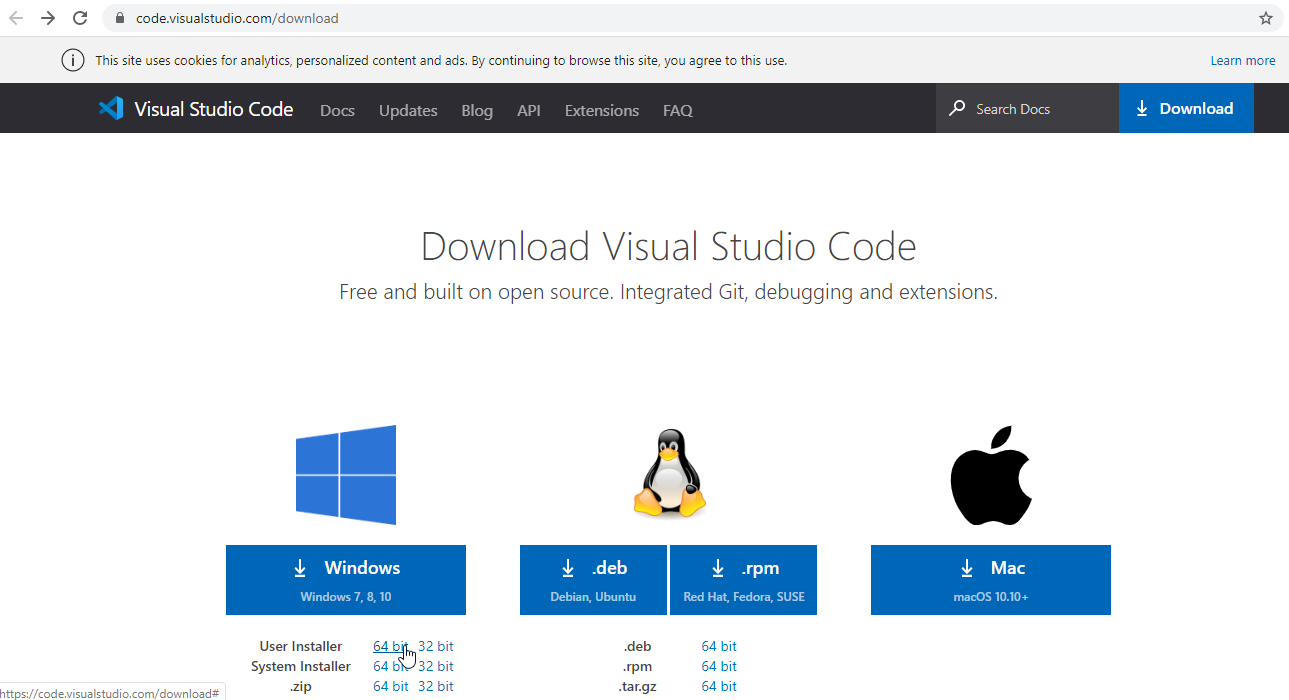 code.visualstudio.com/download
This site uses cookies for analytics, personalized content and ads. By continuing to browse this site, you agree to this use.
Learn more
Visual Studio Code Docs Updates Blog API Extensions FAQ Search Docs Download
Download Visual Studio Code
Free and built on open source. Integrated Git, debugging and extensions.
Windows
Windows 7, 8, 10
.deb
Debian, Ubuntu
.rpm
Red Hat, Fedora, SUSE
Mac
macOS 10.10+
User Installer 64 bit 32 bit
System Installer 64 bit 32 bit
.zip 64 bit 32 bit
.deb 64 bit
.rpm 64 bit
.tar.gz 64 bit
https://code.visualstudio.com/download#